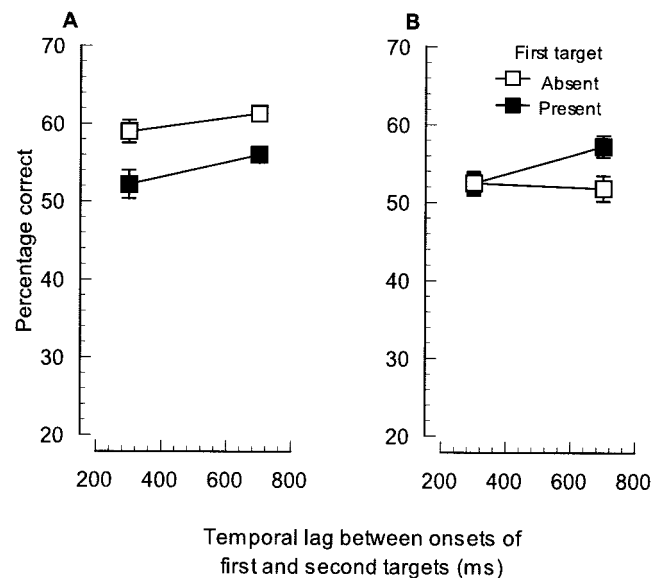 A
B
70
60
50
40
30
20
Percentage correct
200 400 600 800
70
60
50
40
30
20
First target
Absent
Present
200 400 600 800
Temporal lag between onsets of
first and second targets (ms)